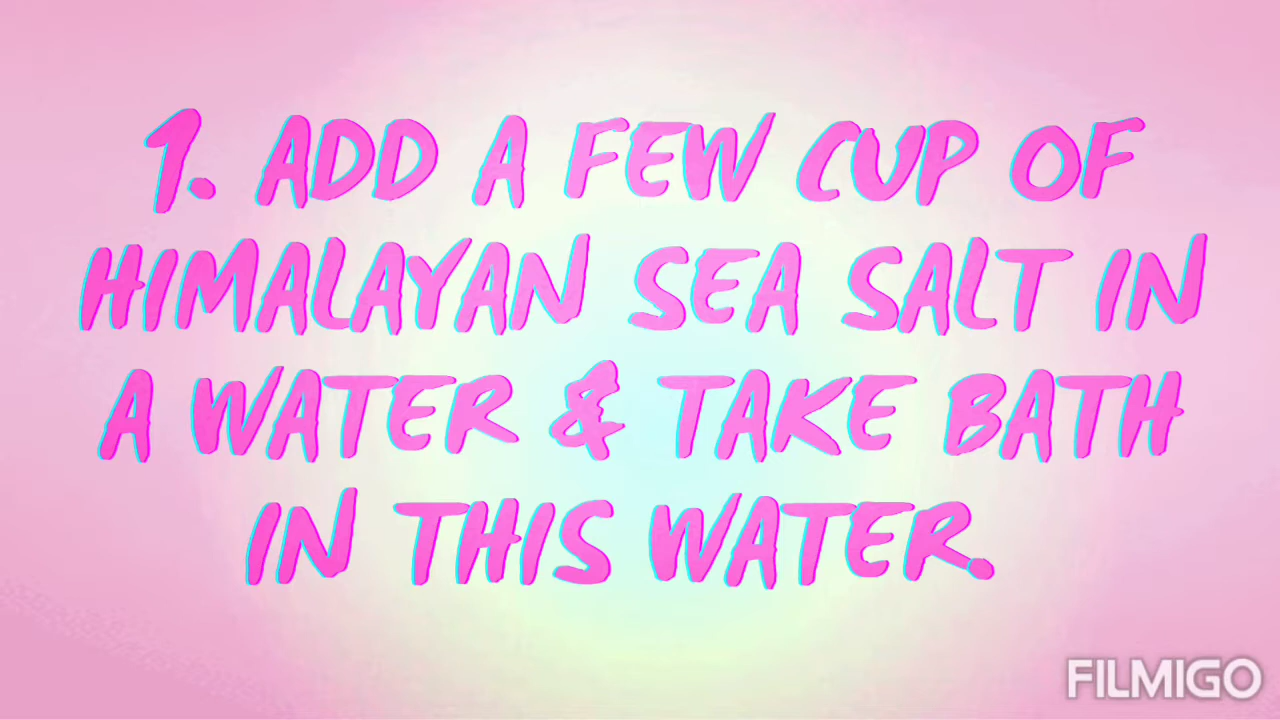 1. ADD A FEW CUP OF
HIMALAYAN SEA SALT IN
A WATER & TAKE BATH
IN THIS WATER.
FILMIGO